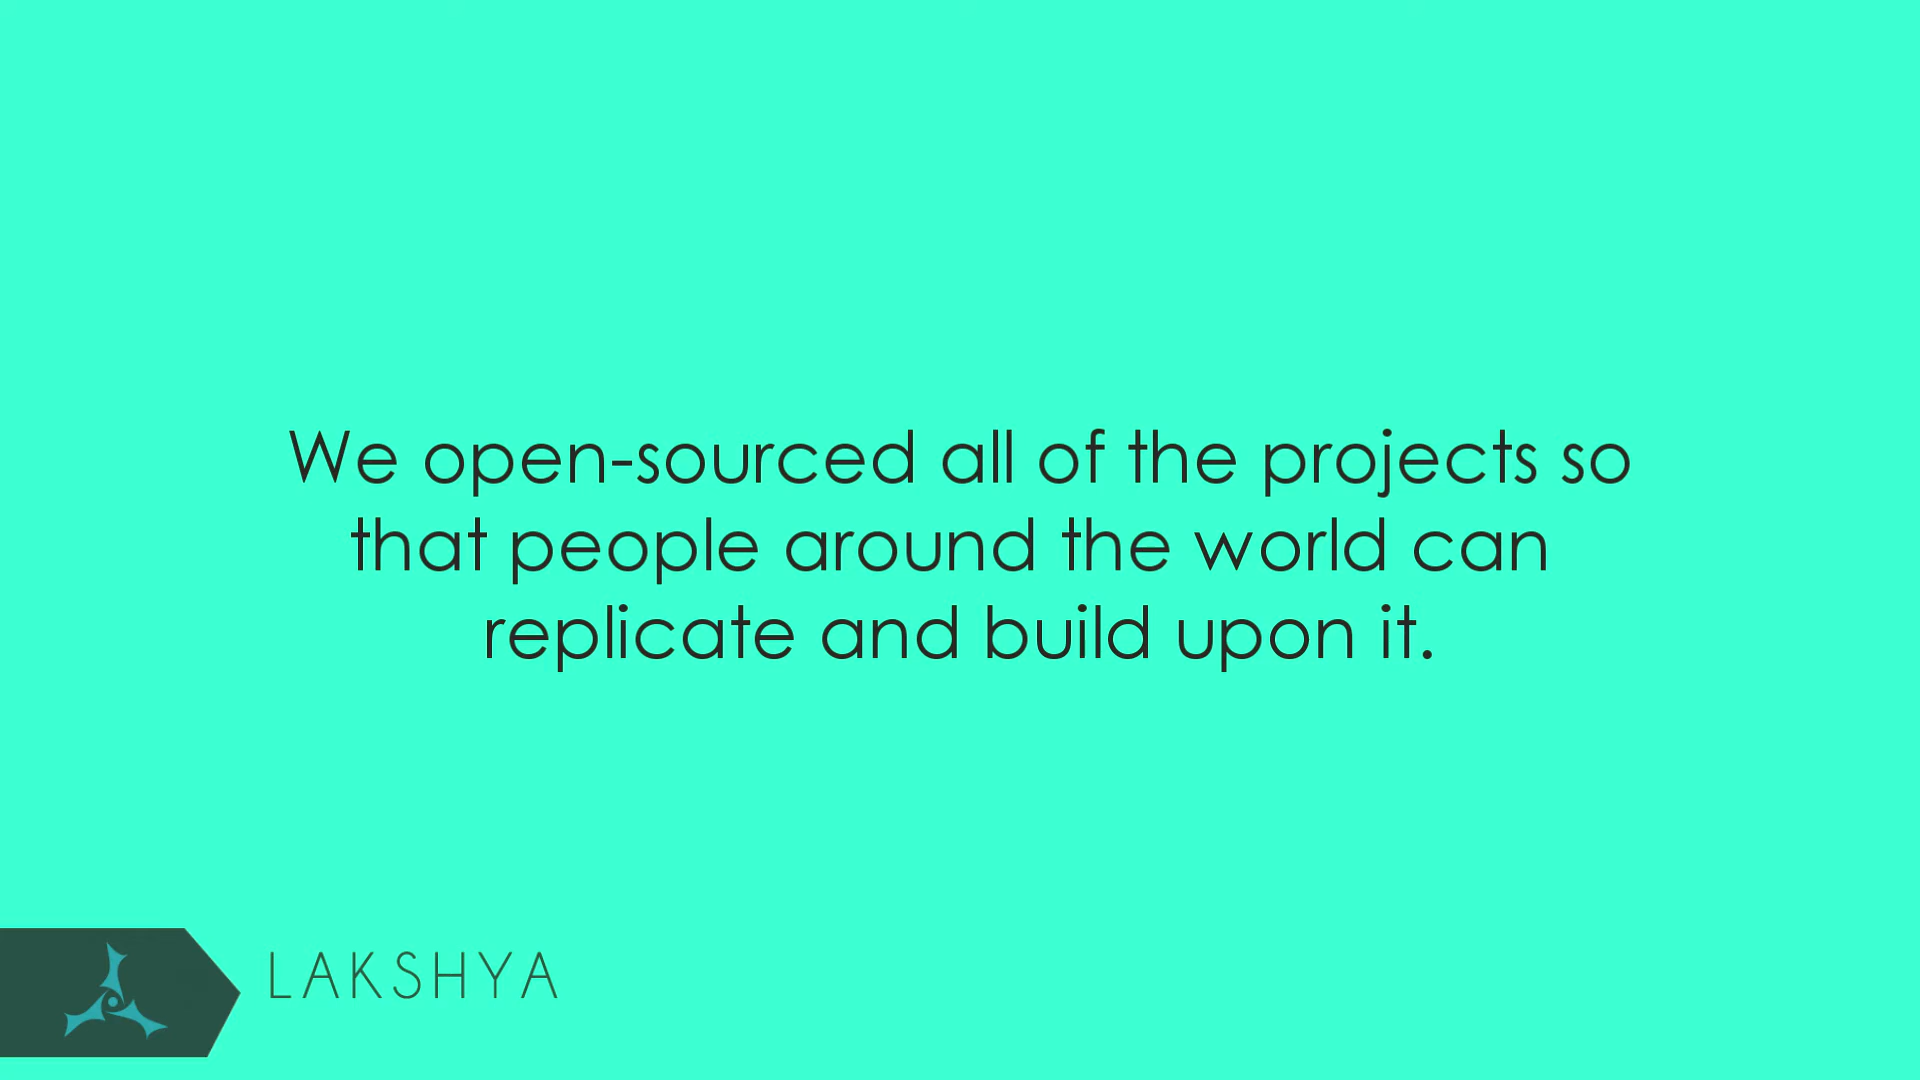 We open-sourced all of the projects so
that people around the world can
replicate and build upon it.
LAKSHYA